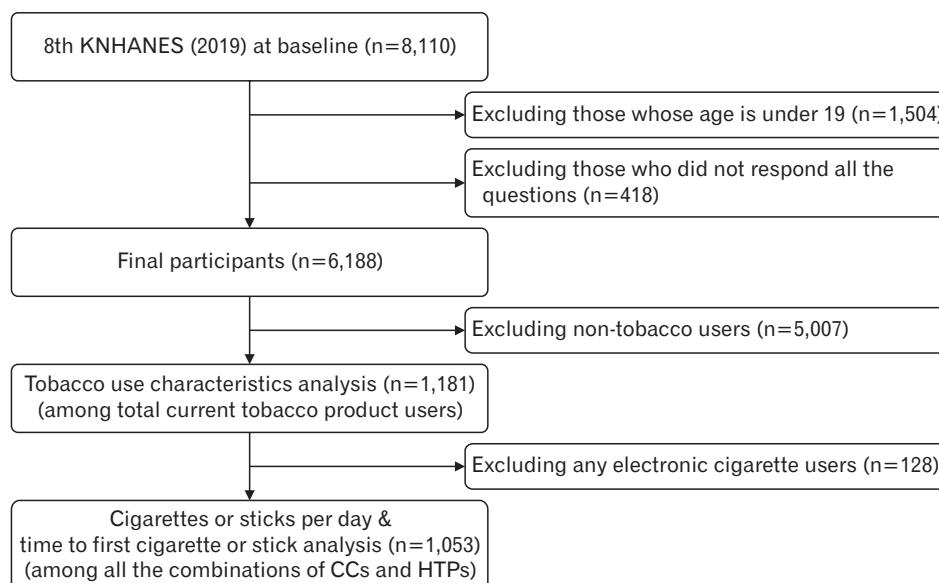 8th KNHANES (2019) at baseline (n=8,110)
Excluding those whose age is under 19 (n=1,504)
Excluding those who did not respond all the
questions (n=418)
Final participants (n=6,188)
Excluding non-tobacco users (n=5,007)
Tobacco use characteristics analysis (n=1,181)
(among total current tobacco product users)
Excluding any electronic cigarette users (n=128)
Cigarettes or sticks per day &
time to first cigarette or stick analysis (n=1,053)
(among all the combinations of CCs and HTPs)